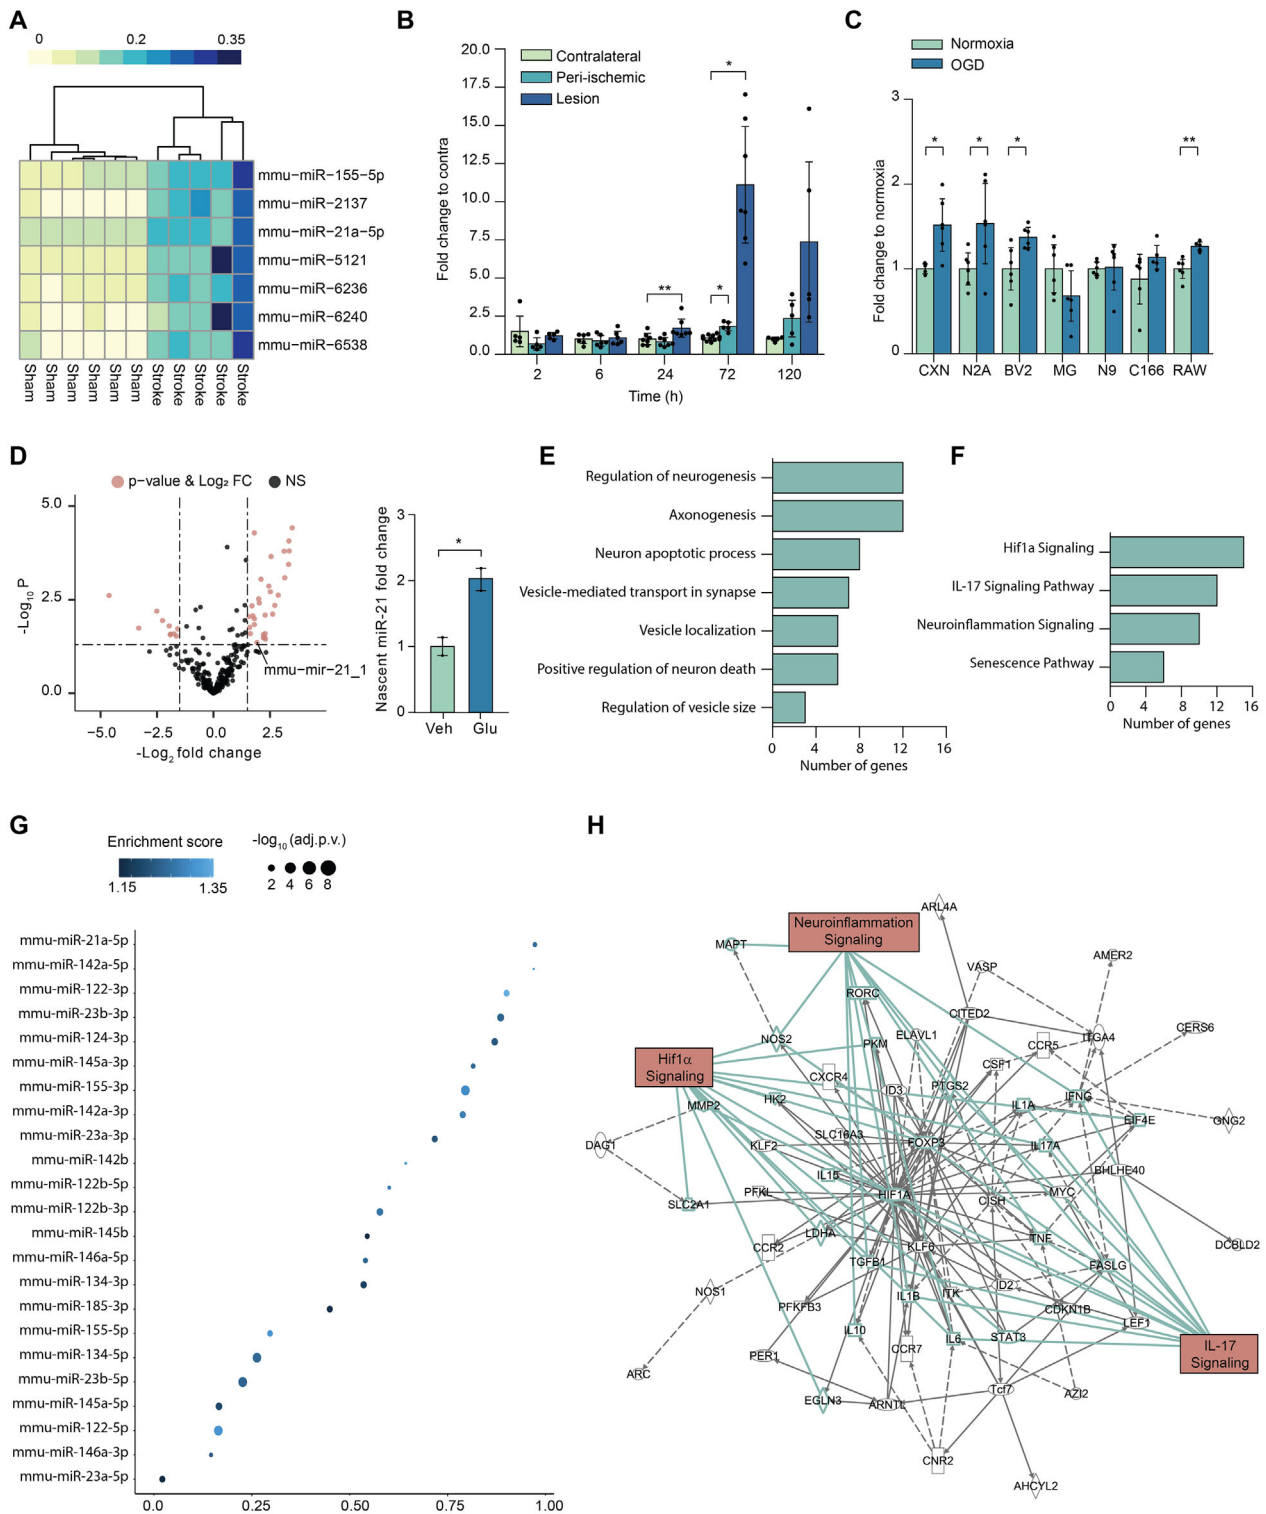 A
0 0.2 0.35
mmu-miR-155-5p
mmu-miR-2137
mmu-miR-21a-5p
mmu-miR-5121
mmu-miR-6236
mmu-miR-6240
mmu-miR-6538
Sham Sham Sham Sham Sham Sham Stroke Stroke Stroke Stroke Stroke
B
Contralateral
Peri-ischemic
Lesion
Fold change to contra
20.0
17.5
15.0
12.5
10.0
7.5
5.0
2.5
0.0
* ** * 
2 6 24 72 120
Time (h)
C
Normoxia
OGD
Fold change to normoxia
3
2
1
0
* * * **
CXN N2A BV2 MG N9 C166 RAW
D
p-value & Log₂ FC NS
-Log₁₀ P
5.0
2.5
0.0
mmu-mir-21_1
−5.0 −2.5 0.0 2.5
-Log₂ fold change
Nascent miR-21 fold change
3
2
1
0
*
Veh Glu
E
Regulation of neurogenesis
Axonogenesis
Neuron apoptotic process
Vesicle-mediated transport in synapse
Vesicle localization
Positive regulation of neuron death
Regulation of vesicle size
0 4 8 12 16
Number of genes
F
Hif1a Signaling
IL-17 Signaling Pathway
Neuroinflammation Signaling
Senescence Pathway
0 4 8 12 16
Number of genes
G
Enrichment score
1.15 1.35
-log₁₀ (adj.p.v.)
2 4 6 8
mmu-miR-21a-5p
mmu-miR-142a-5p
mmu-miR-122-3p
mmu-miR-23b-3p
mmu-miR-124-3p
mmu-miR-145a-3p
mmu-miR-155-3p
mmu-miR-142a-3p
mmu-miR-23a-3p
mmu-miR-142b
mmu-miR-122b-5p
mmu-miR-122b-3p
mmu-miR-145b
mmu-miR-146a-5p
mmu-miR-134-3p
mmu-miR-185-3p
mmu-miR-155-5p
mmu-miR-134-5p
mmu-miR-23b-5p
mmu-miR-145a-5p
mmu-miR-122-5p
mmu-miR-146a-3p
mmu-miR-23a-5p
0.0 0.25 0.50 0.75 1.00
H
ARL4A
Neuroinflammation
Signaling
MAPT
AMER2
VASP
RORC
CITED2
CERS6
NOS2
PKM
ELAVL1
CCR5
ITGA4
Hif1α
Signaling
CSF1
CXCR4
ID3
PTGS2
IFNG
MMP2
HK2
IL1A
EIF4E
GNG2
DAG1
KLF2
SLC16A3
FOXP3
IL17A
BHLHE40
IL15
PFKL
HIF1A
CISH
MYC
SLC2A1
LDHA
TNF
DCBLD2
CCR2
KLF6
TGFB1
FASLG
NOS1
IL1B
ITK
ID2
PFKFB3
CDKN1B
LEF1
IL10
IL6
STAT3
CCR7
PER1
IL-17
Signaling
ARC
EGLN3
ARNTL
Tcf7
AZI2
CNR2
AHCYL2